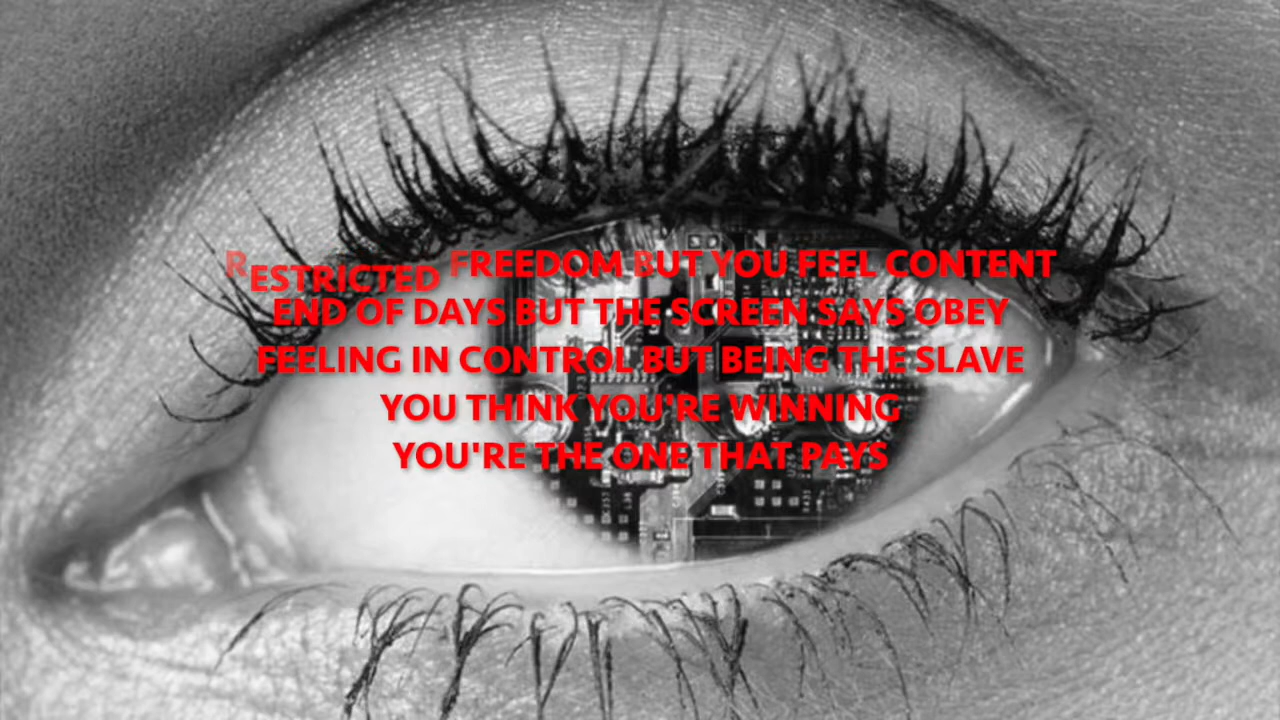 RESTRICTED FREEDOM BUT YOU FEEL CONTENT
END OF DAYS BUT THE SCREEN SAYS OBEY
FEELING IN CONTROL BUT BEING THE SLAVE
YOU THINK YOU'RE WINNING
YOU'RE THE ONE THAT PAYS